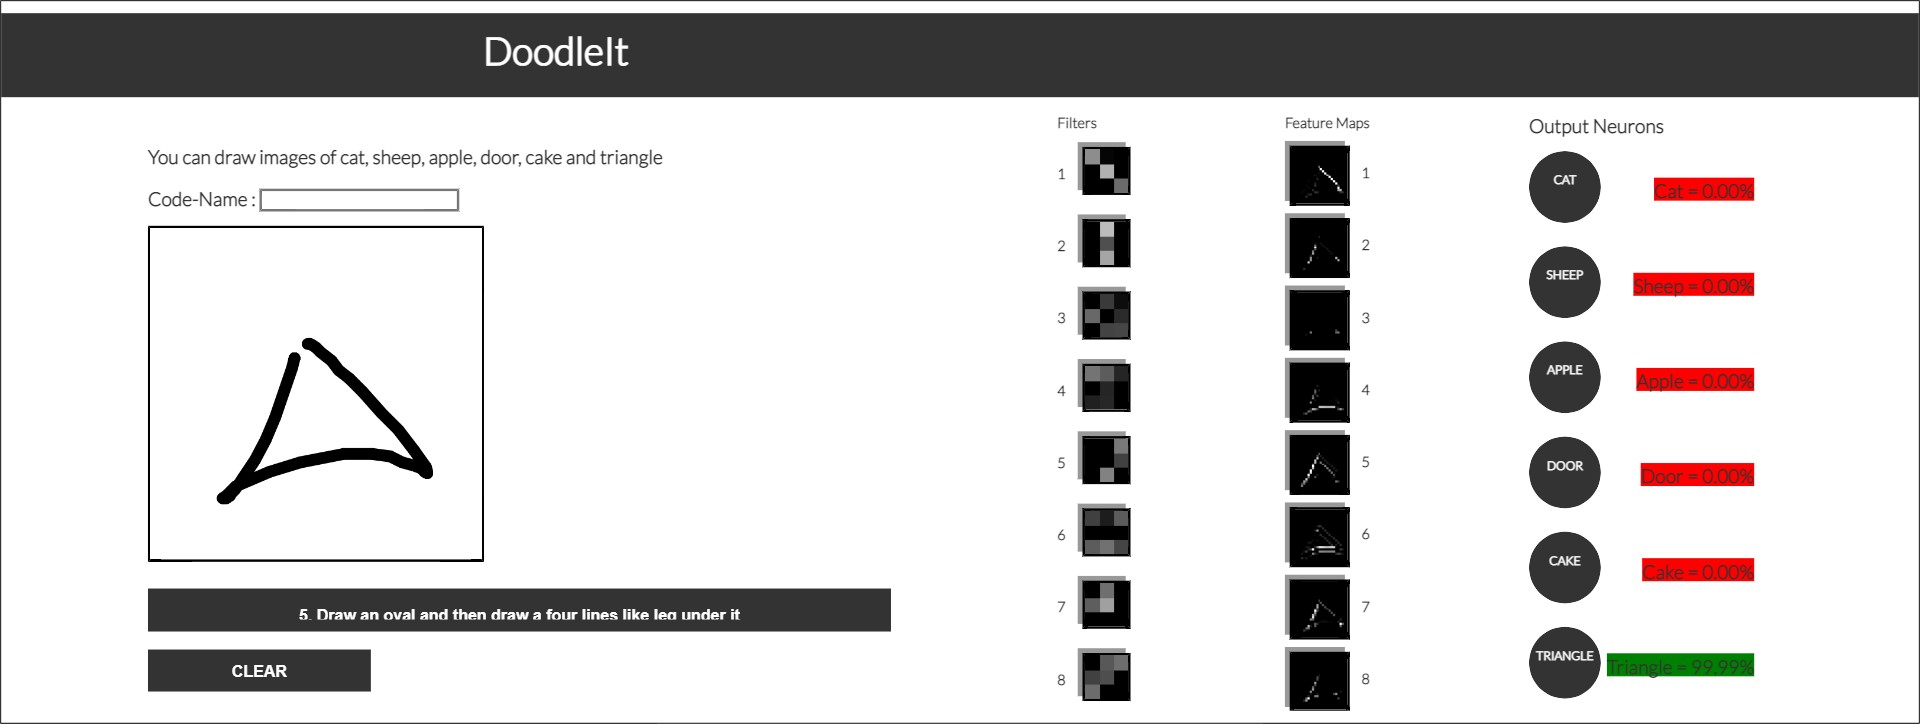 DoodleIt
You can draw images of cat, sheep, apple, door, cake and triangle
Code-Name :
5. Draw an oval and then draw a four lines like leg under it
CLEAR
Filters
1
2
3
4
5
6
7
8
Feature Maps
1
2
3
4
5
6
7
8
Output Neurons
CAT
Cat = 0.00%
SHEEP
Sheep = 0.00%
APPLE
Apple = 0.00%
DOOR
Door = 0.00%
CAKE
Cake = 0.00%
TRIANGLE
Triangle = 99.99%